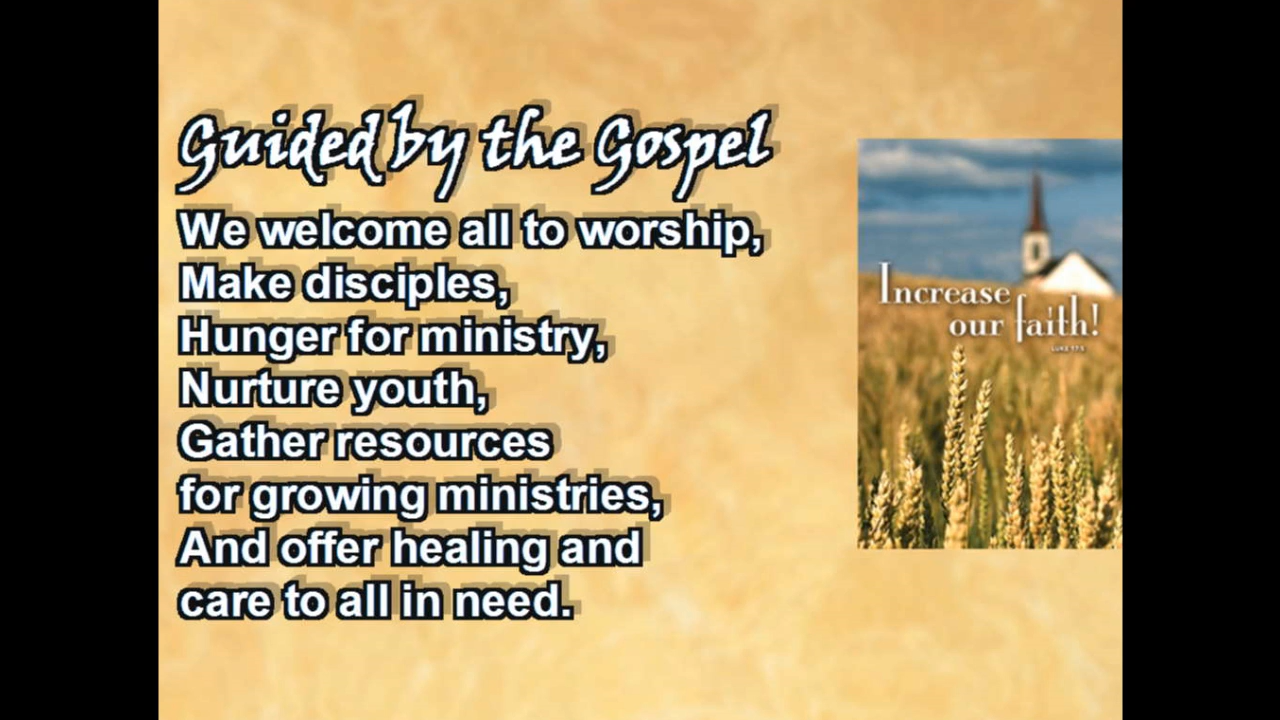 Guided by the Gospel
We welcome all to worship,
Make disciples,
Hunger for ministry,
Nurture youth,
Gather resources
for growing ministries,
And offer healing and
care to all in need.
Increase
our faith!